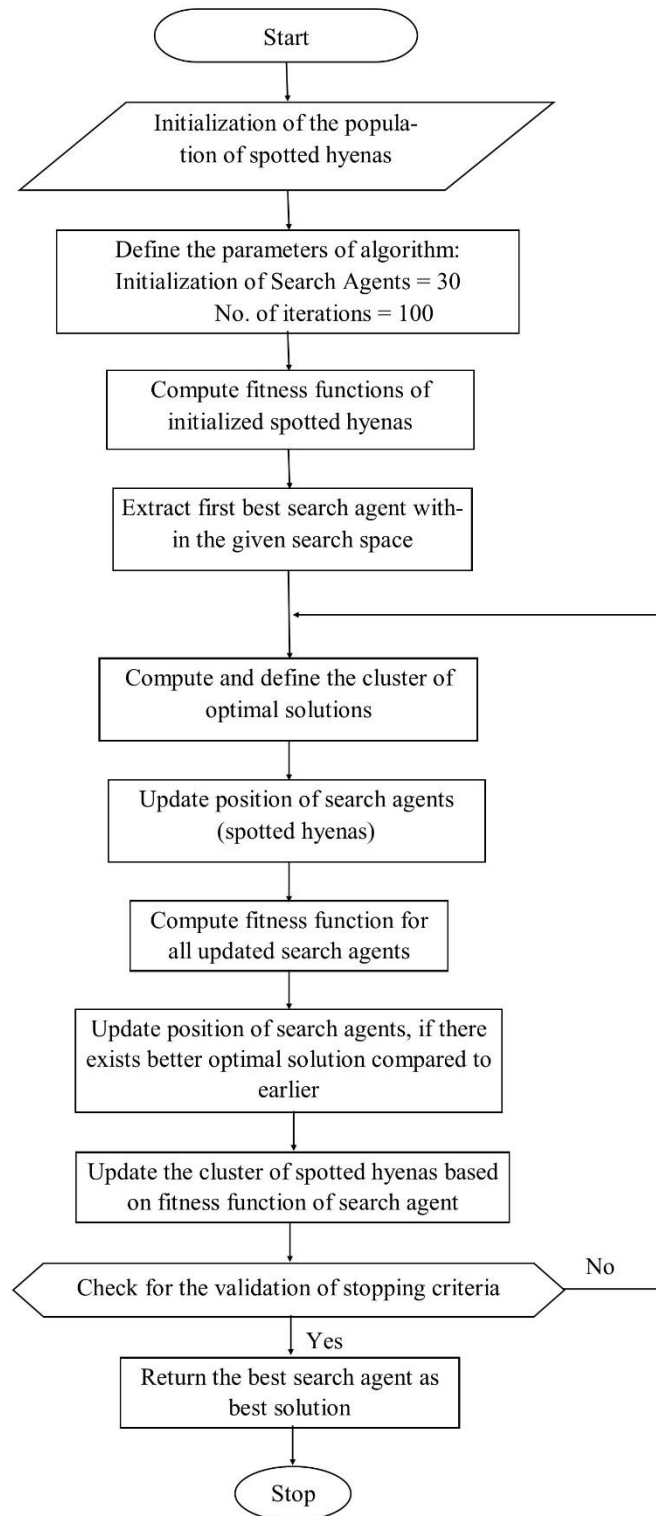 Start
Initialization of the popula-
tion of spotted hyenas
Define the parameters of algorithm:
Initialization of Search Agents = 30
No. of iterations = 100
Compute fitness functions of
initialized spotted hyenas
Extract first best search agent with-
in the given search space
Compute and define the cluster of
optimal solutions
Update position of search agents
(spotted hyenas)
Compute fitness function for
all updated search agents
Update position of search agents, if there
exists better optimal solution compared to
earlier
Update the cluster of spotted hyenas based
on fitness function of search agent
Check for the validation of stopping criteria
No
Yes
Return the best search agent as
best solution
Stop